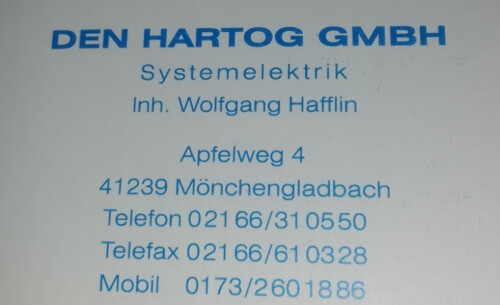 DEN HARTOG GMBH
Systemelektrik
Inh. Wolfgang Hafflin
Apfelweg 4
41239 Mönchengladbach
Telefon 02166/310550
Telefax 02166/610328
Mobil 0173/2601886